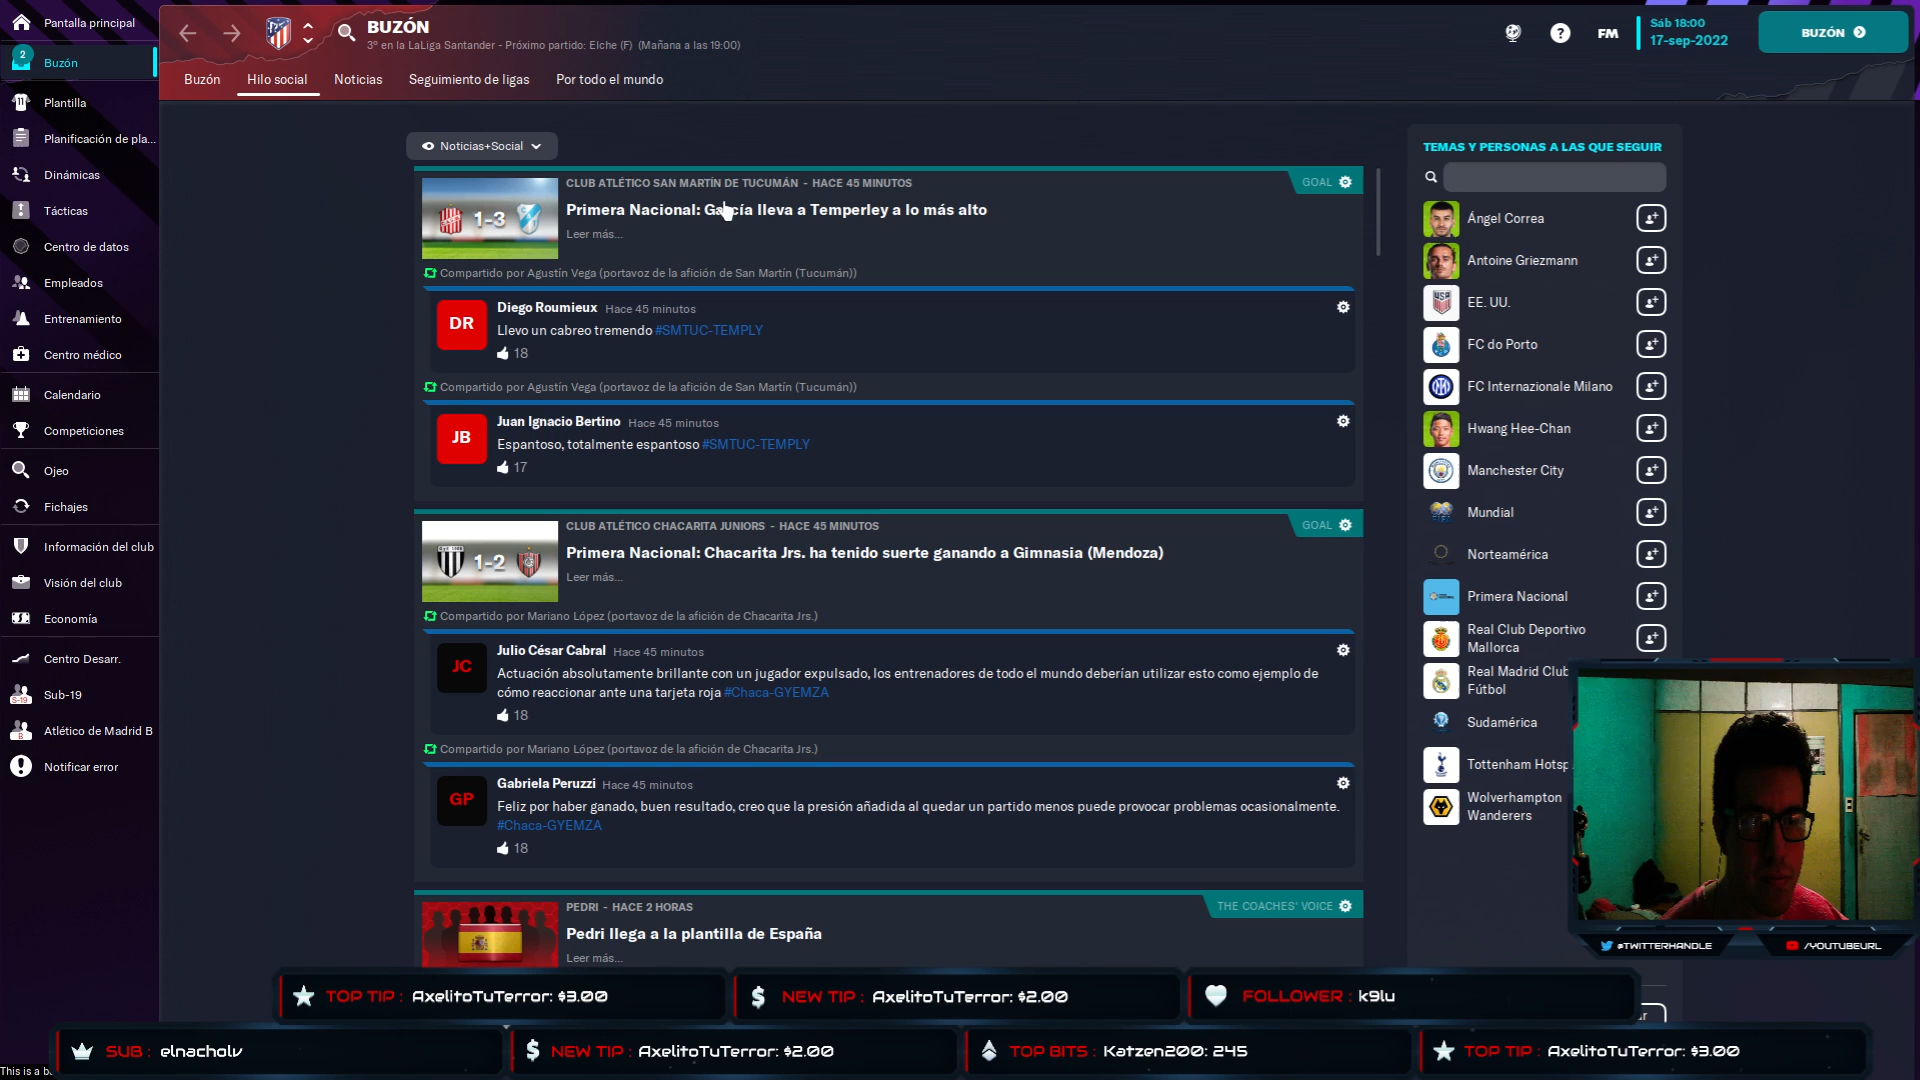 Pantalla principal
2
Buzón
Plantilla
Planificación de pla...
Dinámicas
Tácticas
Centro de datos
Empleados
Entrenamiento
Centro médico
Calendario
Competiciones
Ojeo
Fichajes
Información del club
Visión del club
Economía
Centro Desarr.
S-19
Sub-19
B
Atlético de Madrid B
Notificar error
BUZÓN
3º en la LaLiga Santander - Próximo partido: Elche (F) (Mañana a las 19:00)
FM
Sáb 18:00
17-sep-2022
BUZÓN
Buzón
Hilo social
Noticias
Seguimiento de ligas
Por todo el mundo
Noticias+Social
CLUB ATLÉTICO SAN MARTÍN DE TUCUMÁN - HACE 45 MINUTOS
GOAL
1-3
Primera Nacional: García lleva a Temperley a lo más alto
Leer más...
Compartido por Agustín Vega (portavoz de la afición de San Martín (Tucumán))
DR
Diego Roumieux Hace 45 minutos
Llevo un cabreo tremendo #SMTUC-TEMPLY
18
Compartido por Agustín Vega (portavoz de la afición de San Martín (Tucumán))
JB
Juan Ignacio Bertino Hace 45 minutos
Espantoso, totalmente espantoso #SMTUC-TEMPLY
17
CLUB ATLÉTICO CHACARITA JUNIORS - HACE 45 MINUTOS
GOAL
1-2
Primera Nacional: Chacarita Jrs. ha tenido suerte ganando a Gimnasia (Mendoza)
Leer más...
Compartido por Mariano López (portavoz de la afición de Chacarita Jrs.)
JC
Julio César Cabral Hace 45 minutos
Actuación absolutamente brillante con un jugador expulsado, los entrenadores de todo el mundo deberían utilizar esto como ejemplo de
cómo reaccionar ante una tarjeta roja #Chaca-GYEMZA
18
Compartido por Mariano López (portavoz de la afición de Chacarita Jrs.)
GP
Gabriela Peruzzi Hace 45 minutos
Feliz por haber ganado, buen resultado, creo que la presión añadida al quedar un partido menos puede provocar problemas ocasionalmente.
#Chaca-GYEMZA
18
PEDRI - HACE 2 HORAS
THE COACHES' VOICE
Pedri llega a la plantilla de España
Leer más...
TEMAS Y PERSONAS A LAS QUE SEGUIR
Ángel Correa
Antoine Griezmann
EE. UU.
FC do Porto
FC Internazionale Milano
Hwang Hee-Chan
Manchester City
Mundial
Norteamérica
Primera Nacional
Real Club Deportivo
Mallorca
Real Madrid Club
Fútbol
Sudamérica
Tottenham Hotsp
Wolverhampton
Wanderers
@TWITTERHANDLE
/YOUTUBEURL
TOP TIP : AxelitoTuTerror: $3.00
NEW TIP : AxelitoTuTerror: $2.00
FOLLOWER : k9lu
SUB : elnacholv
NEW TIP : AxelitoTuTerror: $2.00
TOP BITS : Katzen200: 245
TOP TIP : AxelitoTuTerror: $3.00
This is a b